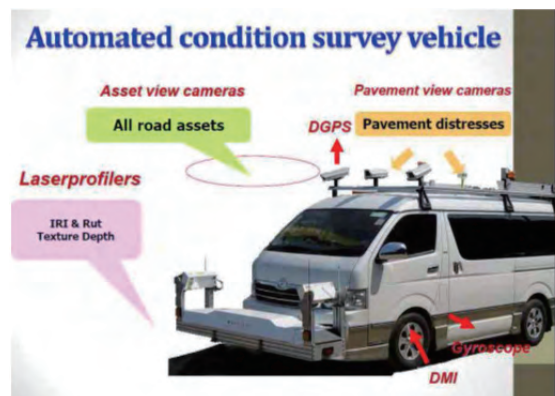 Automated condition survey vehicle
Asset view cameras
Pavement view cameras
All road assets
DGPS
Pavement distresses
Laserprofilers
IRI & Rut
Texture Depth
Gyroscope
DMI